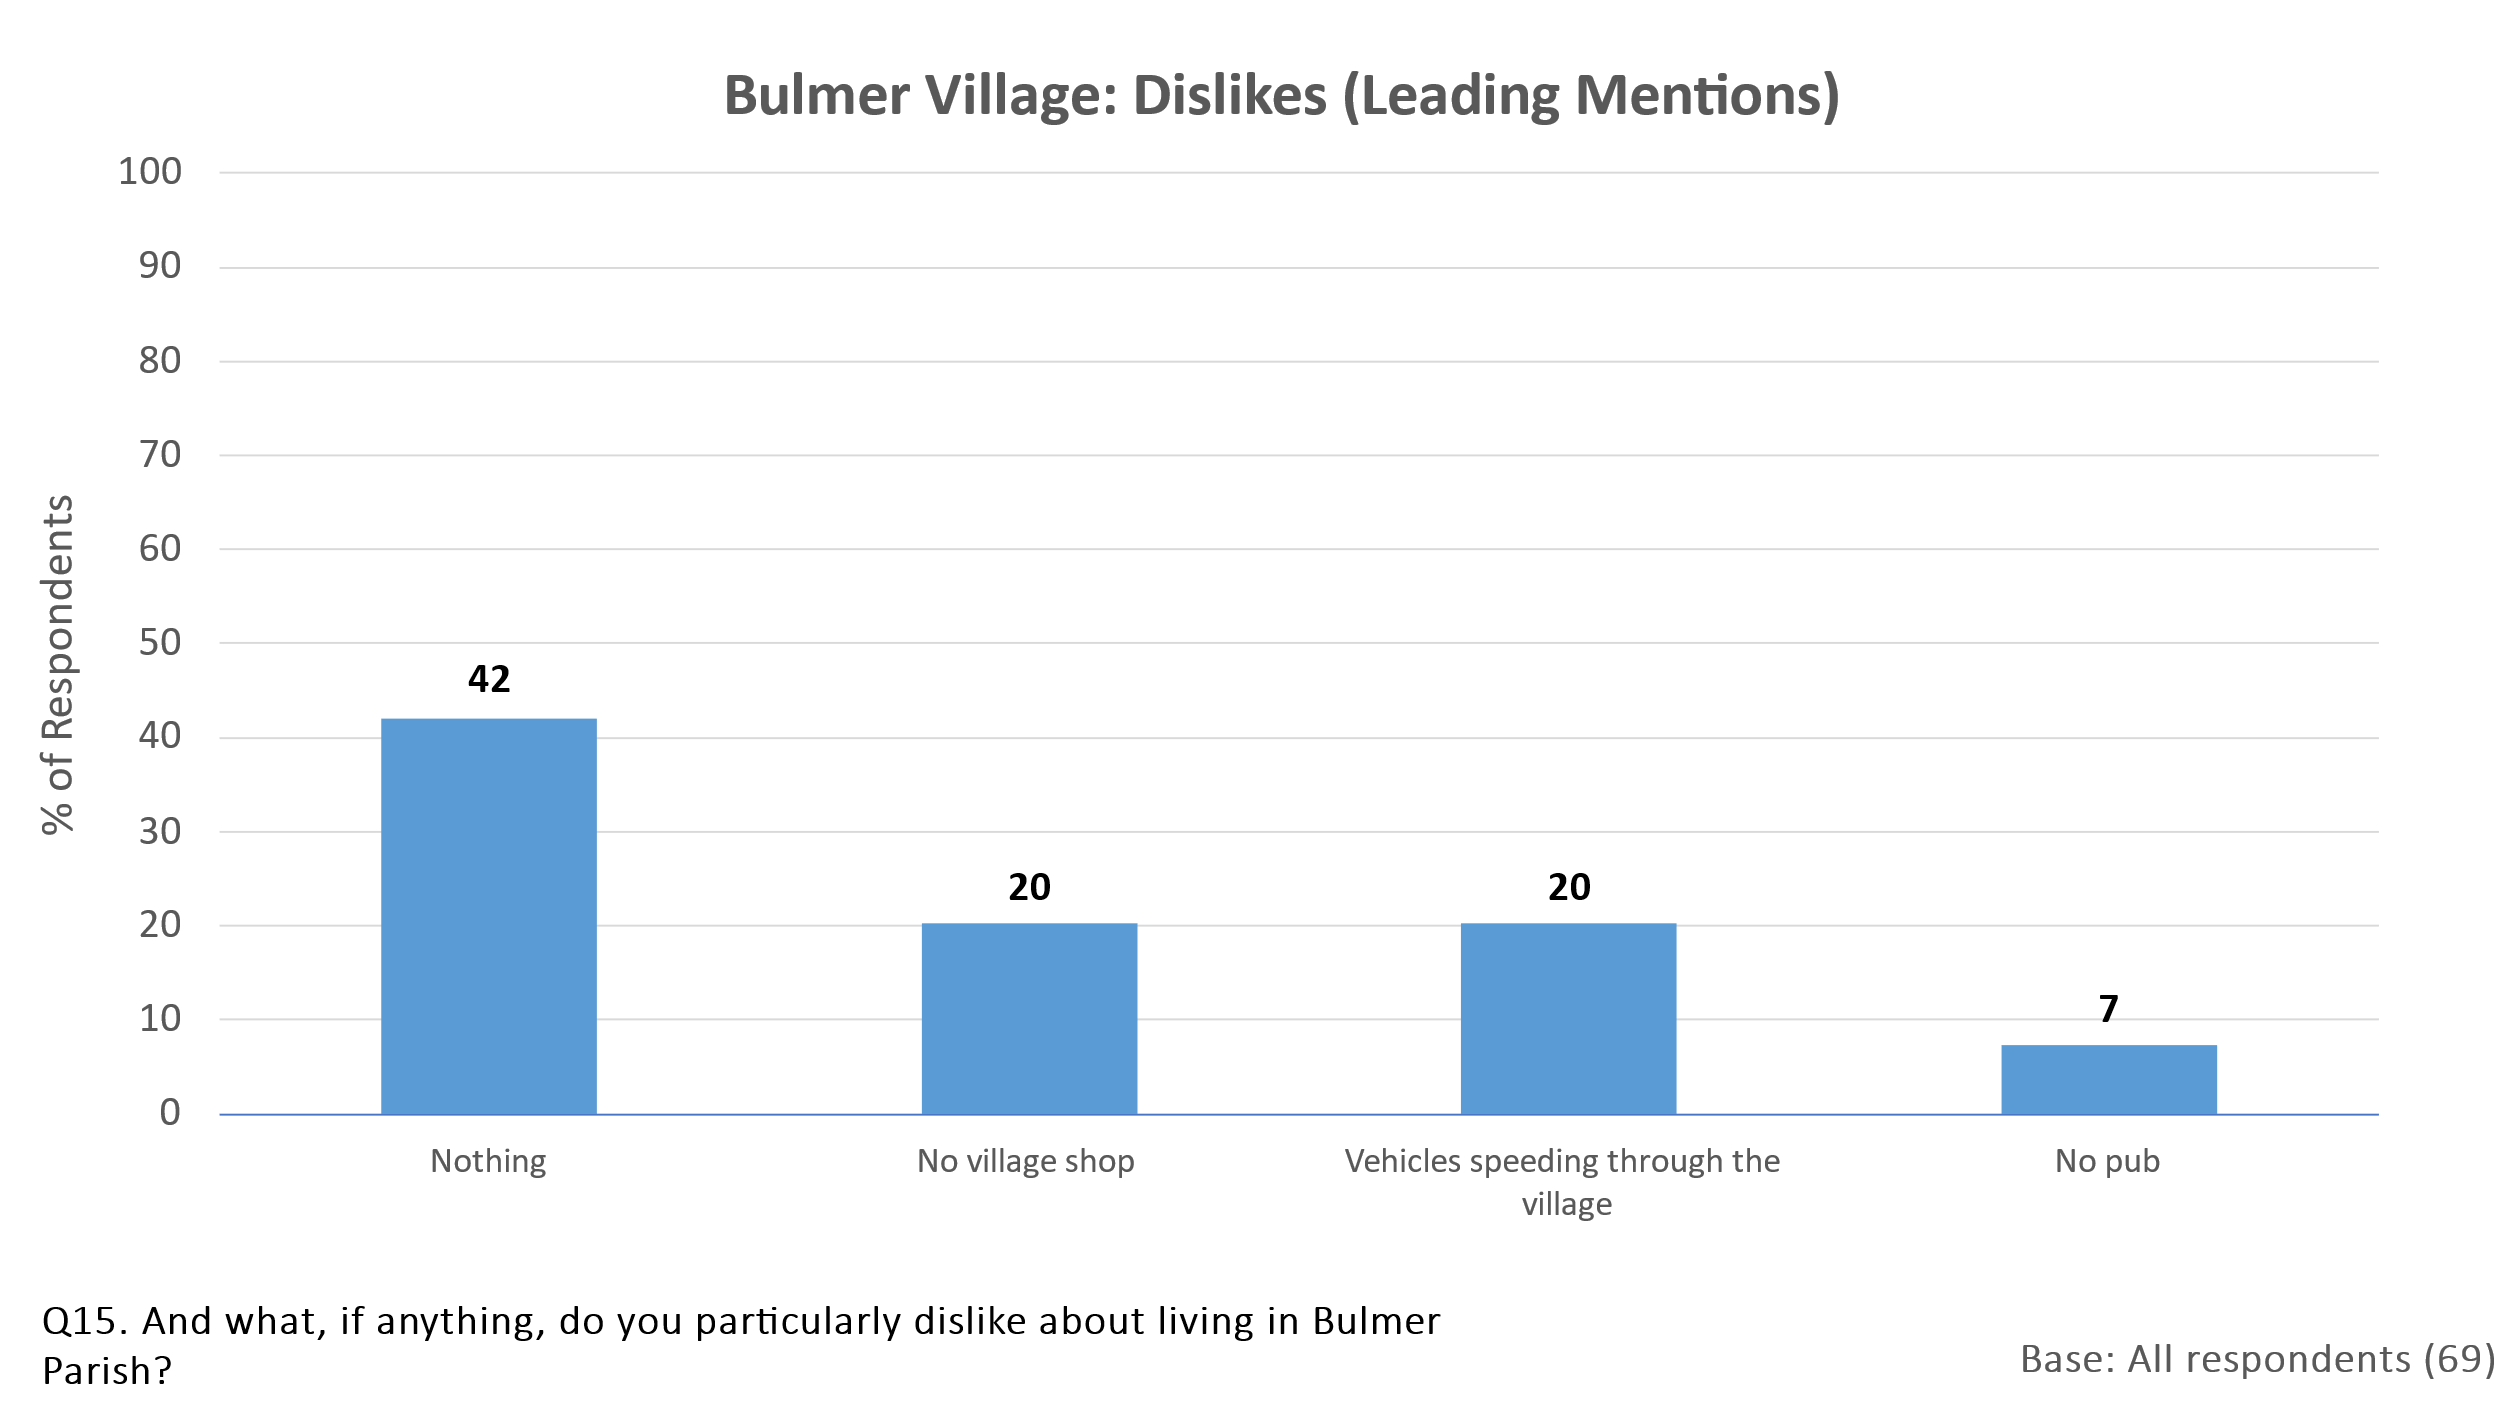 Bulmer Village: Dislikes (Leading Mentions)
100
90
80
70
60
50
40
30
20
10
0
% of Respondents
42
20
20
7
Nothing
No village shop
Vehicles speeding through the
village
No pub
Q15. And what, if anything, do you particularly dislike about living in Bulmer
Parish?
Base: All respondents (69)